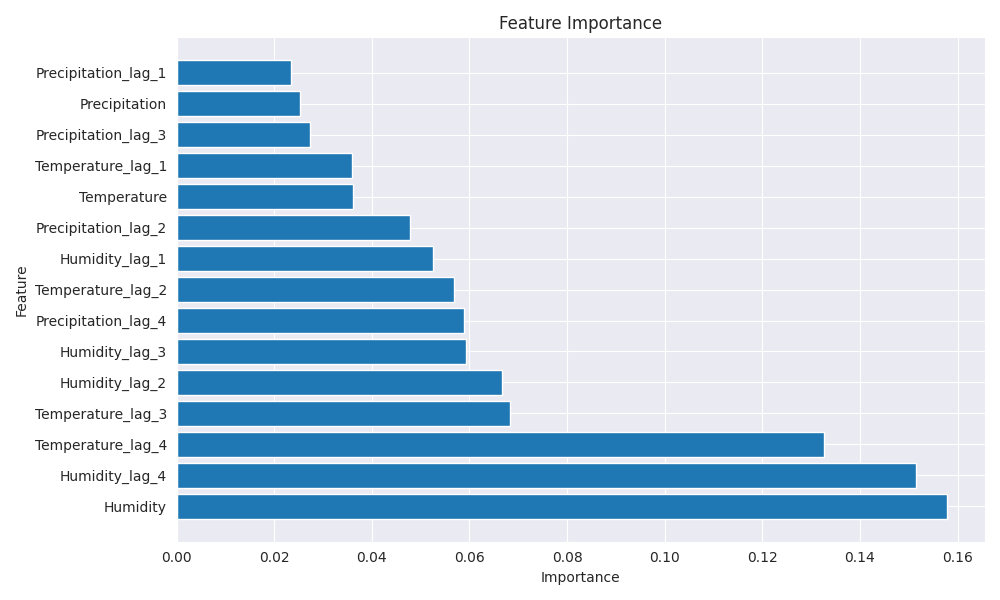 Feature Importance
Precipitation_lag_1
Precipitation
Precipitation_lag_3
Temperature_lag_1
Temperature
Precipitation_lag_2
Humidity_lag_1
Temperature_lag_2
Precipitation_lag_4
Humidity_lag_3
Humidity_lag_2
Temperature_lag_3
Temperature_lag_4
Humidity_lag_4
Humidity
Feature
0.00 0.02 0.04 0.06 0.08 0.10 0.12 0.14 0.16
Importance